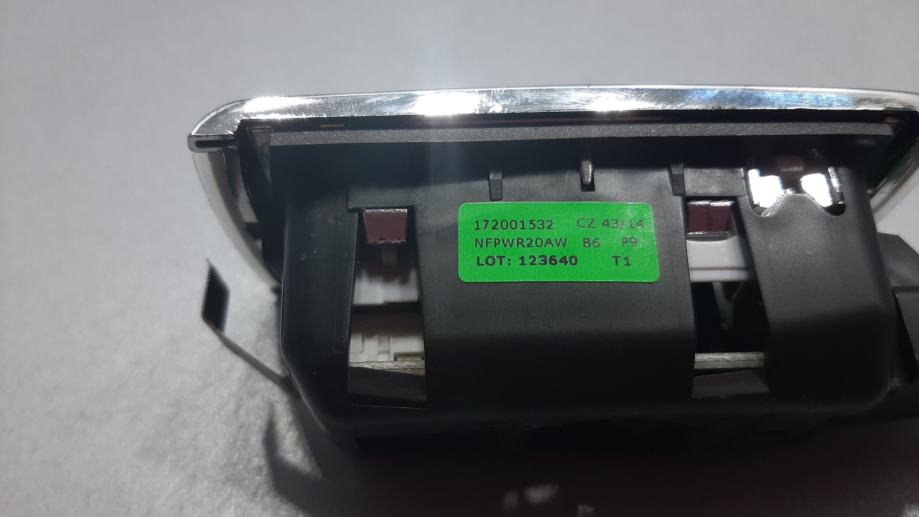 172001532 CZ 43/14
NFPWR20AW B6 P9
LOT: 123640 T1